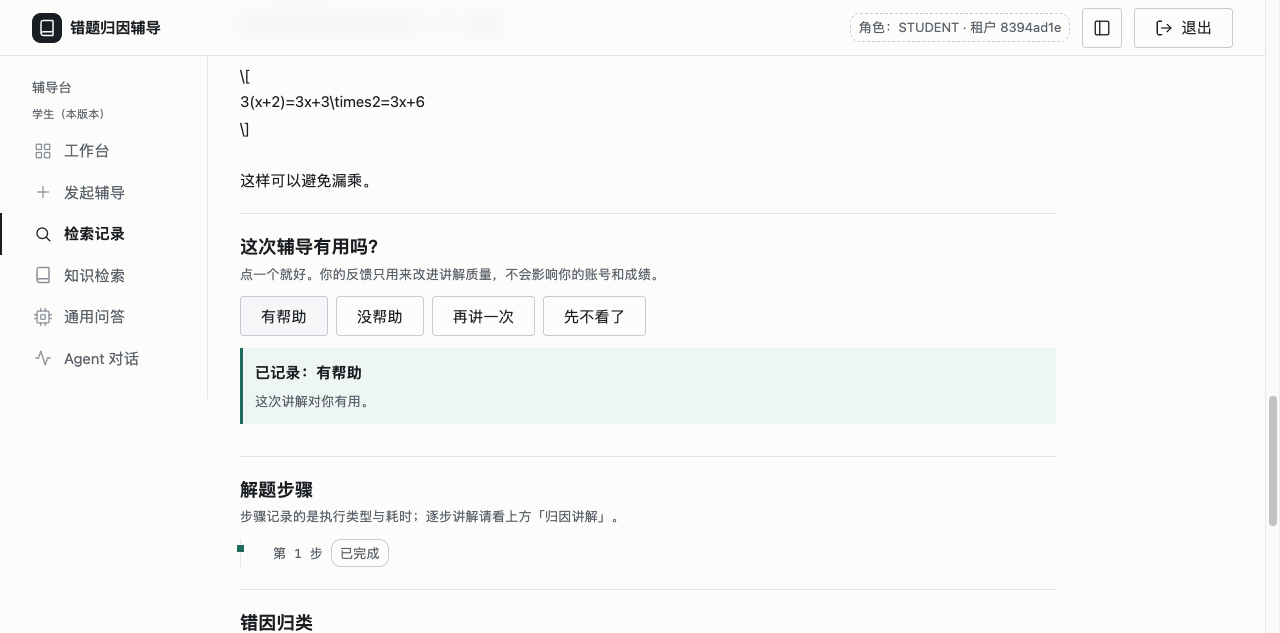 错题归因辅导
角色：STUDENT · 租户 8394ad1e
退出
辅导台
学生（本版本）
工作台
发起辅导
检索记录
知识检索
通用问答
Agent 对话
\[
3(x+2)=3x+3\times2=3x+6
\]
这样可以避免漏乘。
这次辅导有用吗？
点一个就好。你的反馈只用来改进讲解质量，不会影响你的账号和成绩。
有帮助
没帮助
再讲一次
先不看了
已记录：有帮助
这次讲解对你有用。
解题步骤
步骤记录的是执行类型与耗时；逐步讲解请看上方「归因讲解」。
第 1 步 已完成
错因归类